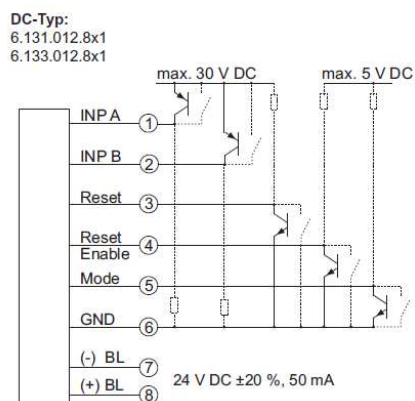 DC-Typ:
6.131.012.8x1
6.133.012.8x1
max. 30 V DC
max. 5 V DC
INP A
1
INP B
2
Reset
3
Reset
Enable
4
Mode
5
GND
6
(-) BL
7
24 V DC ±20 %, 50 mA
(+) BL
8